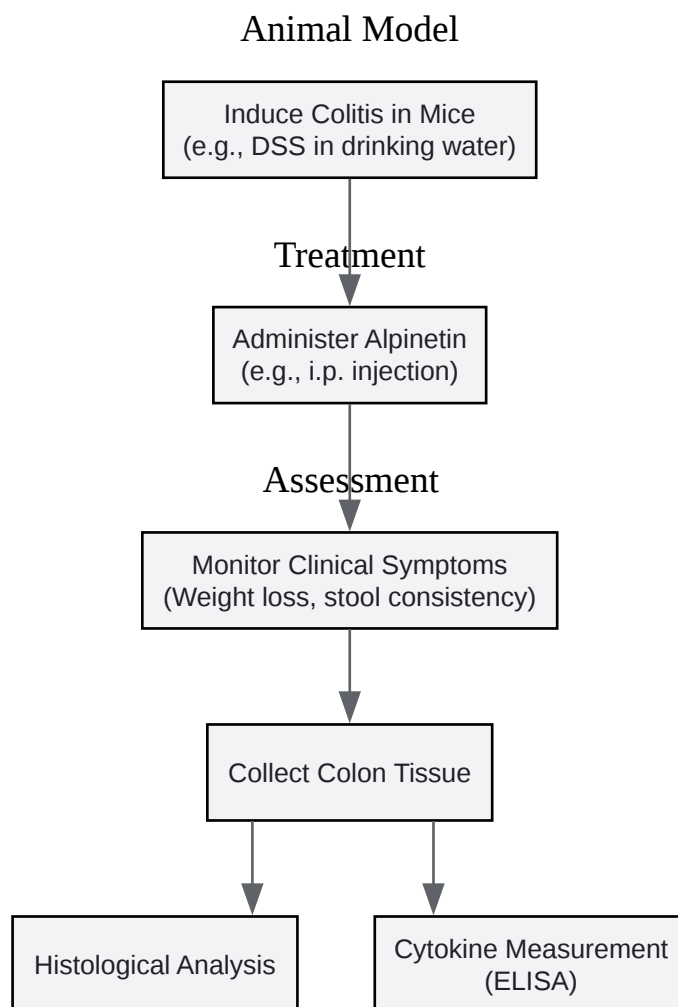 Animal Model
Induce Colitis in Mice
(e.g., DSS in drinking water)
Treatment
Administer Alpinetin
(e.g., i.p. injection)
Assessment
Monitor Clinical Symptoms
(Weight loss, stool consistency)
Collect Colon Tissue
Histological Analysis
Cytokine Measurement
(ELISA)